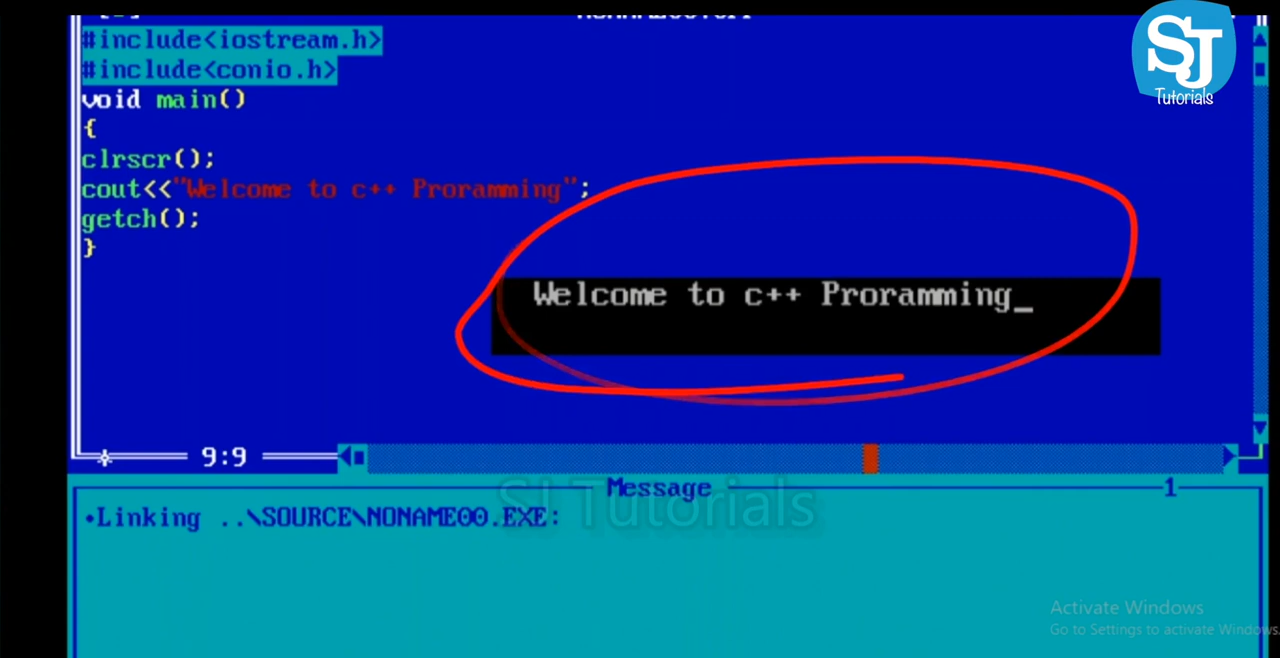 SJ
Tutorials
#include<iostream.h>
#include<conio.h>
void main()
{
clrscr();
cout<<"Welcome to c++ Proramming";
getch();
}
Welcome to c++ Proramming_
9:9
Message
1
SJ Tutorials
•Linking ..\SOURCE\NONAME00.EXE:
Activate Windows
Go to Settings to activate Windows.